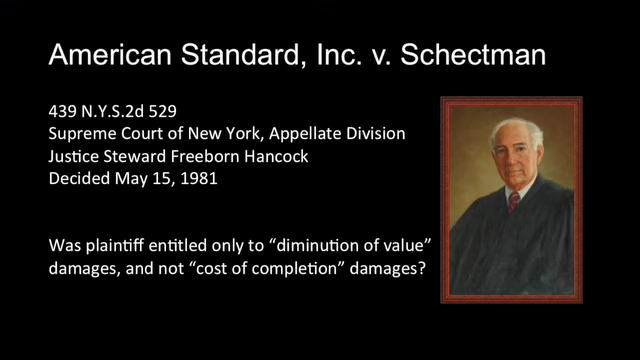 American Standard, Inc. v. Schectman
439 N.Y.S.2d 529
Supreme Court of New York, Appellate Division
Justice Steward Freeborn Hancock
Decided May 15, 1981
Was plaintiff entitled only to “diminution of value”
damages, and not “cost of completion” damages?